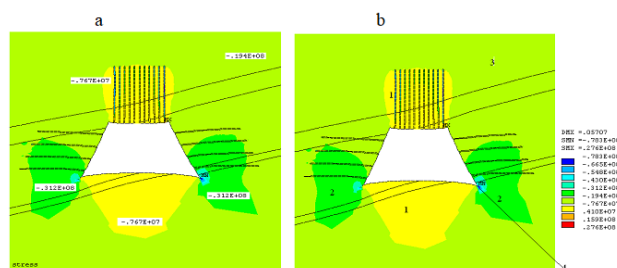 a
b
-.194E+08
-.767E+07
-.312E+08
-.312E+08
-.767E+07
stress
3
1
2
1
2
DMX =.05707
SMN =-.783E+08
SMX =.276E+08
-.783E+08
-.665E+08
-.548E+08
-.430E+08
-.312E+08
-.194E+08
-.767E+07
.410E+07
.159E+08
.276E+08